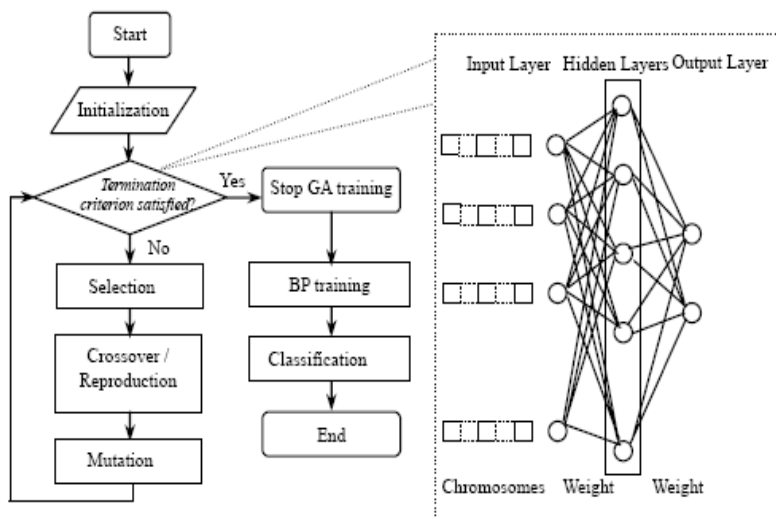 Start
Initialization
Termination
criterion satisfied?
Yes
No
Selection
Crossover /
Reproduction
Mutation
Stop GA training
BP training
Classification
End
Input Layer Hidden Layers Output Layer
Chromosomes Weight Weight